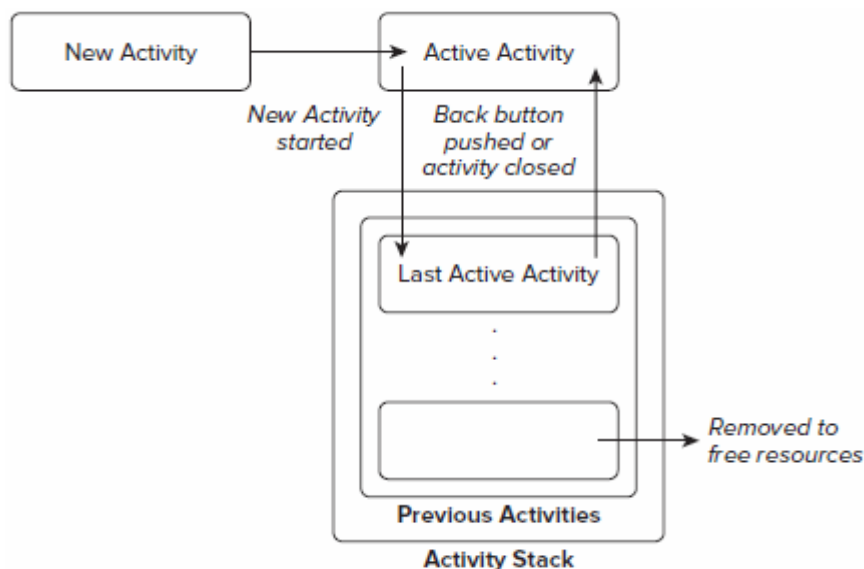 New Activity
Active Activity
New Activity
started
Back button
pushed or
activity closed
Last Active Activity
.
.
.
Removed to
free resources
Previous Activities
Activity Stack